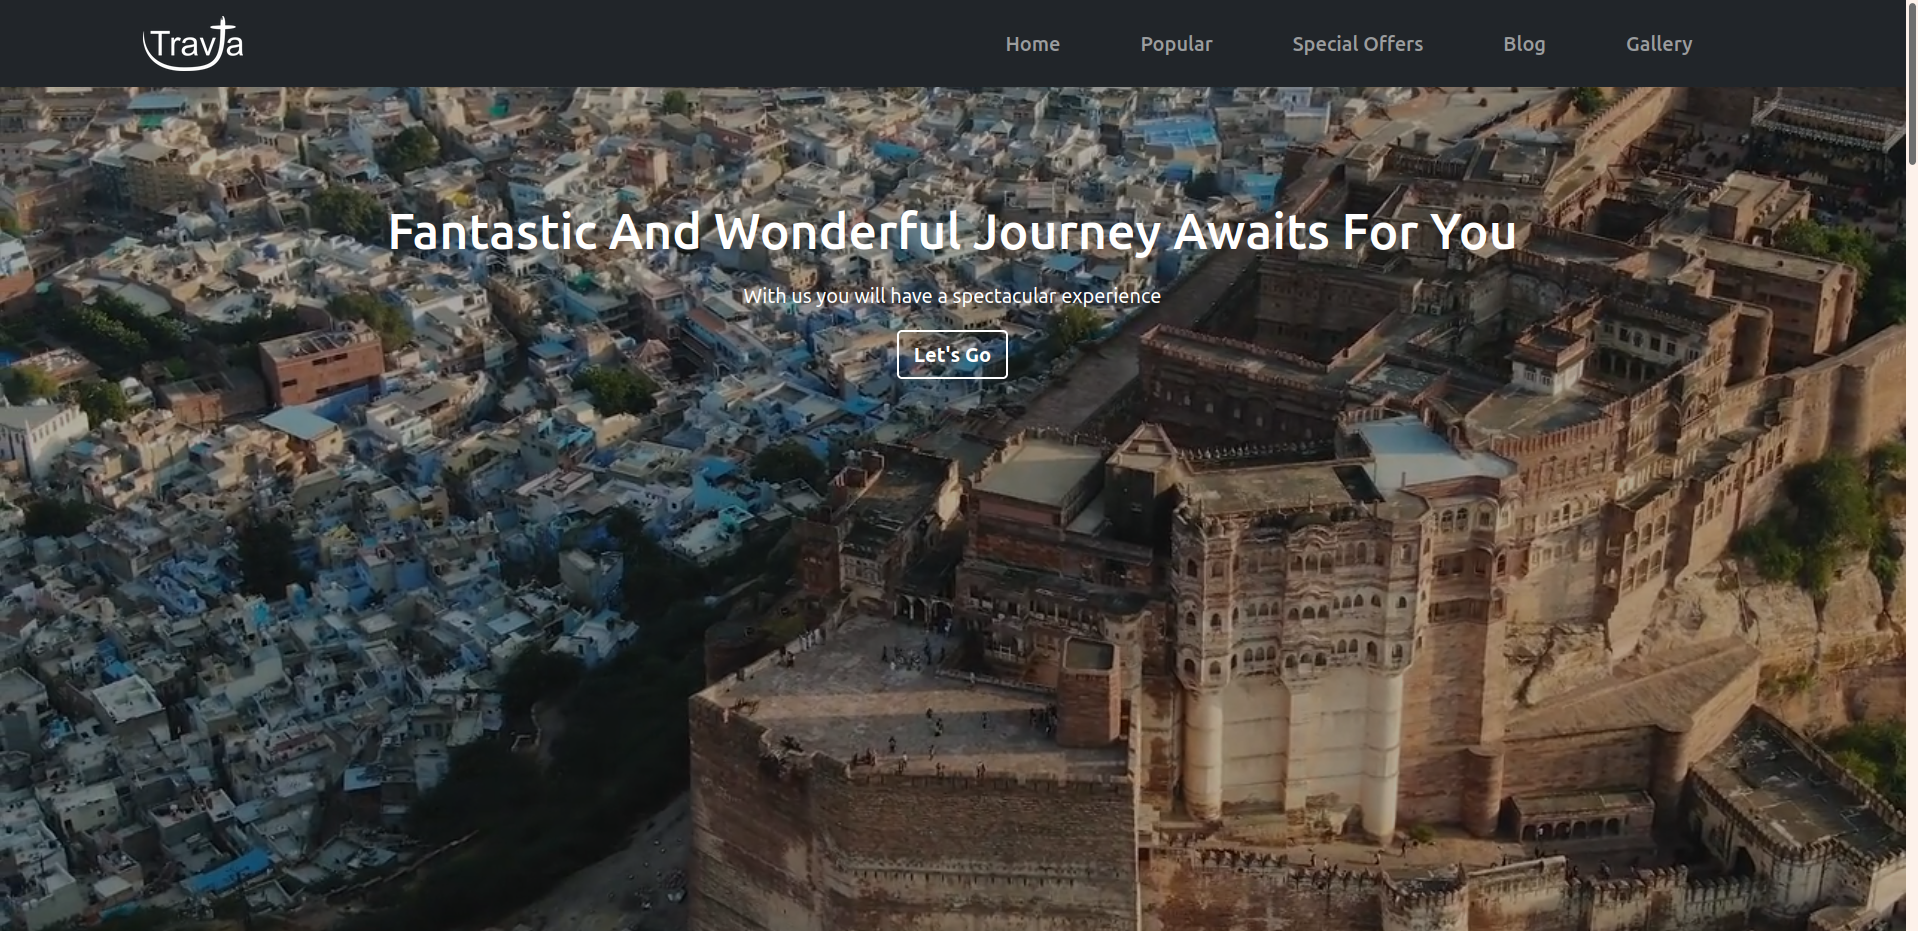 Travja
Home
Popular
Special Offers
Blog
Gallery
Fantastic And Wonderful Journey Awaits For You
With us you will have a spectacular experience
Let's Go